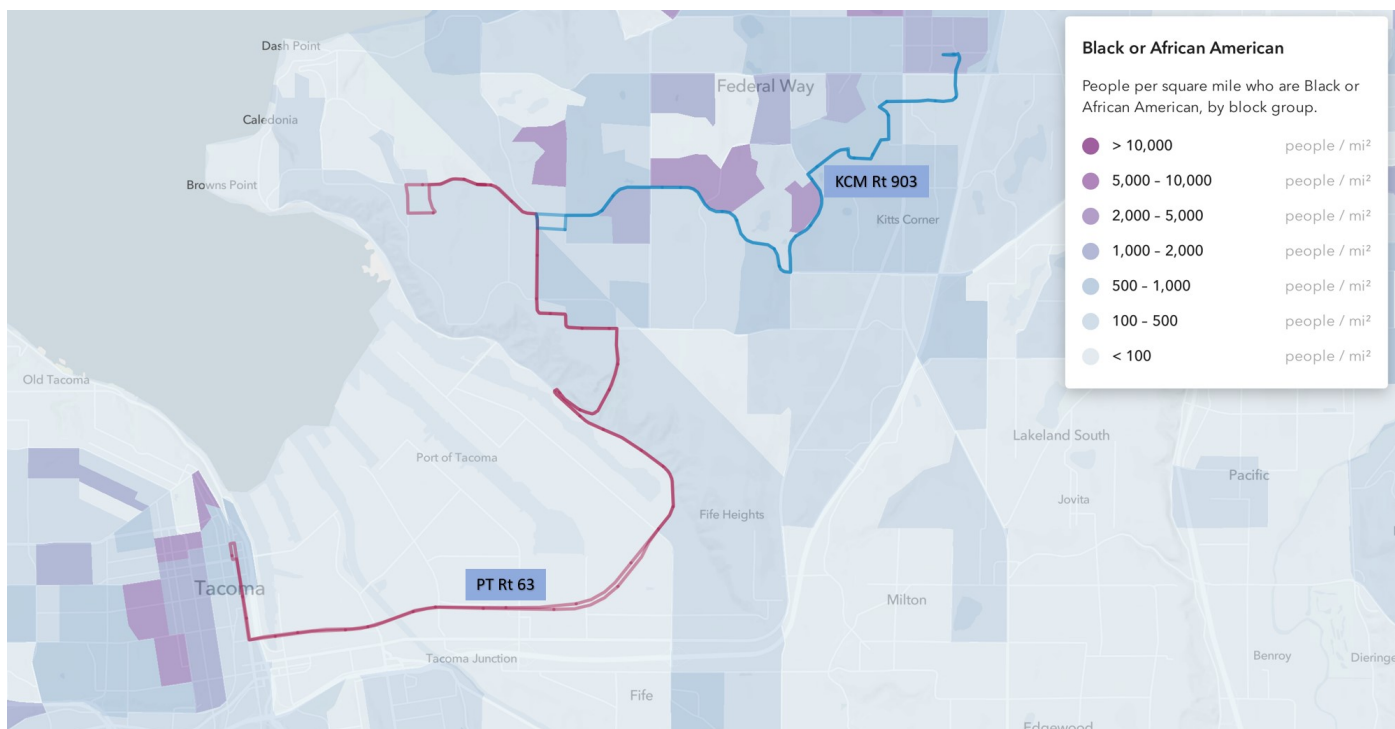 Dash Point
Federal Way
Caledonia
Browns Point
KCM Rt 903
Kitts Corner
Old Tacoma
Lakeland South
Port of Tacoma
Pacific
Jovita
Fife Heights
PT Rt 63
Tacoma
Milton
Tacoma Junction
Benroy
Dieringe
Fife
Edgewood
Black or African American
People per square mile who are Black or
African American, by block group.
> 10,000 people / mi²
5,000 – 10,000 people / mi²
2,000 – 5,000 people / mi²
1,000 – 2,000 people / mi²
500 – 1,000 people / mi²
100 – 500 people / mi²
< 100 people / mi²